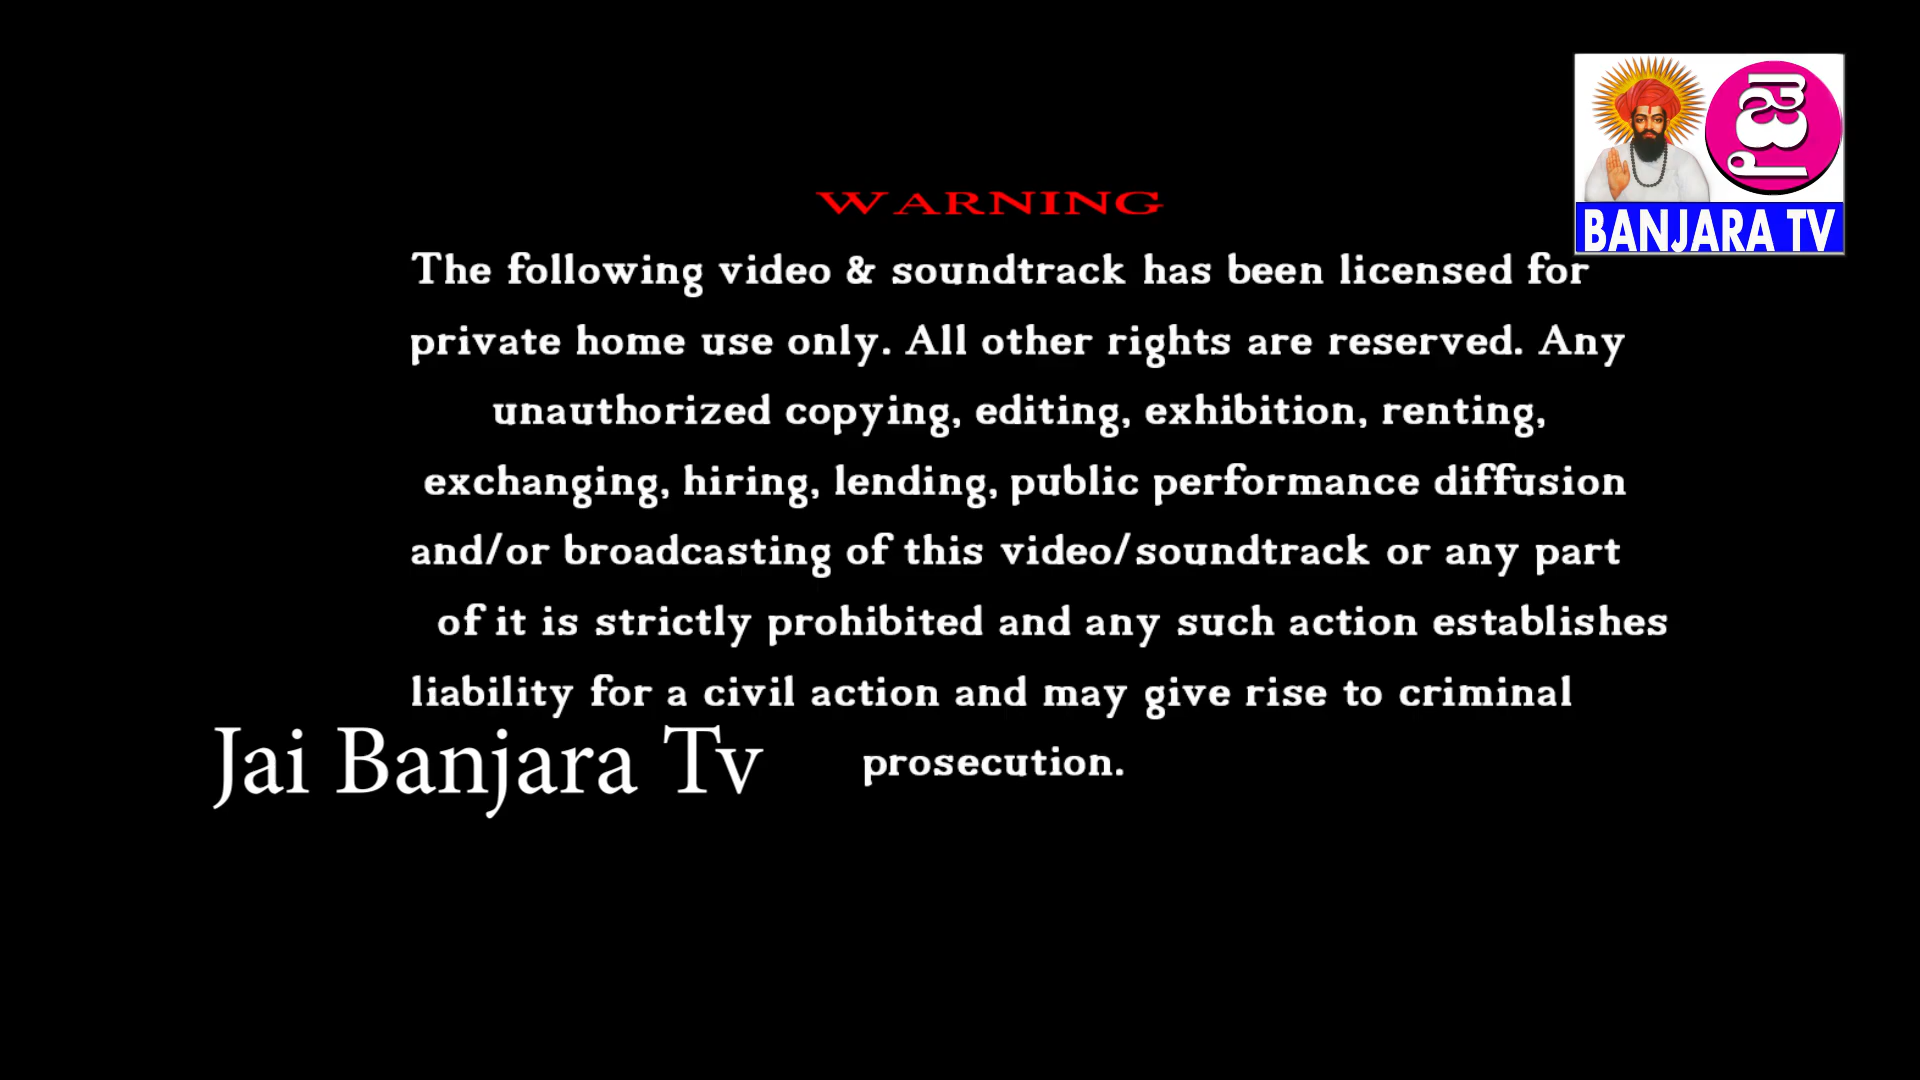 WARNING
The following video & soundtrack has been licensed for
private home use only. All other rights are reserved. Any
unauthorized copying, editing, exhibition, renting,
exchanging, hiring, lending, public performance diffusion
and/or broadcasting of this video/soundtrack or any part
of it is strictly prohibited and any such action establishes
liability for a civil action and may give rise to criminal
prosecution.
Jai Banjara Tv
BANJARA TV